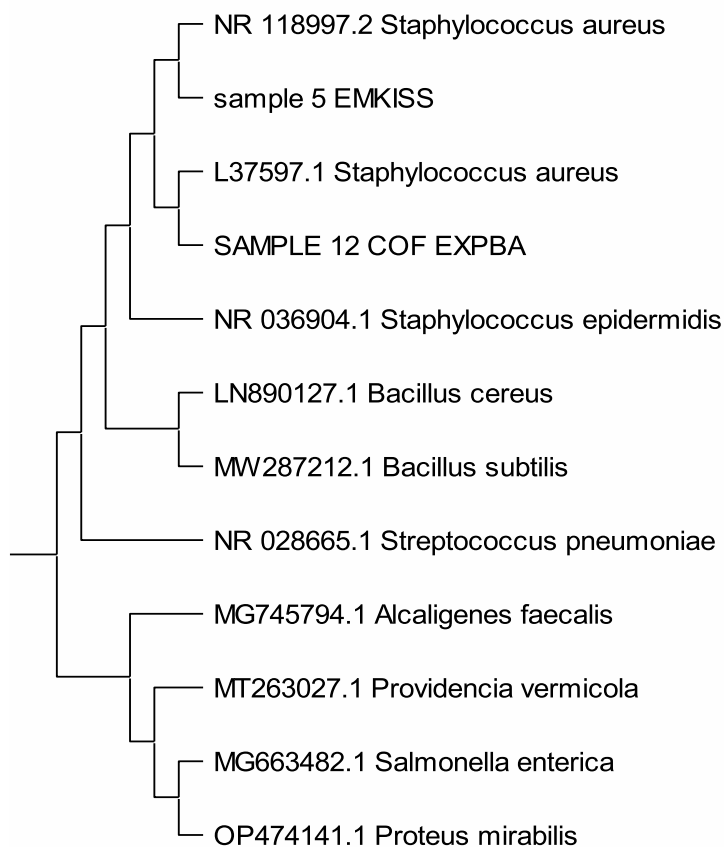 NR 118997.2 Staphylococcus aureus
sample 5 EMKISS
L37597.1 Staphylococcus aureus
SAMPLE 12 COF EXPBA
NR 036904.1 Staphylococcus epidermidis
LN890127.1 Bacillus cereus
MW287212.1 Bacillus subtilis
NR 028665.1 Streptococcus pneumoniae
MG745794.1 Alcaligenes faecalis
MT263027.1 Providencia vermicola
MG663482.1 Salmonella enterica
OP474141.1 Proteus mirabilis